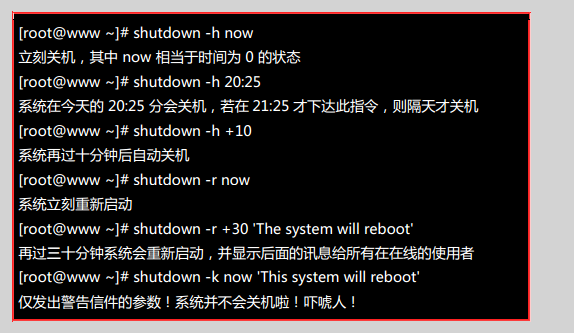 [root@www ~]# shutdown -h now
立刻关机，其中 now 相当于时间为 0 的状态
[root@www ~]# shutdown -h 20:25
系统在今天的 20:25 分会关机，若在 21:25 才下达此指令，则隔天才关机
[root@www ~]# shutdown -h +10
系统再过十分钟后自动关机
[root@www ~]# shutdown -r now
系统立刻重新启动
[root@www ~]# shutdown -r +30 'The system will reboot'
再过三十分钟系统会重新启动，并显示后面的讯息给所有在在线的使用者
[root@www ~]# shutdown -k now 'This system will reboot'
仅发出警告信件的参数！系统并不会关机啦！吓唬人！